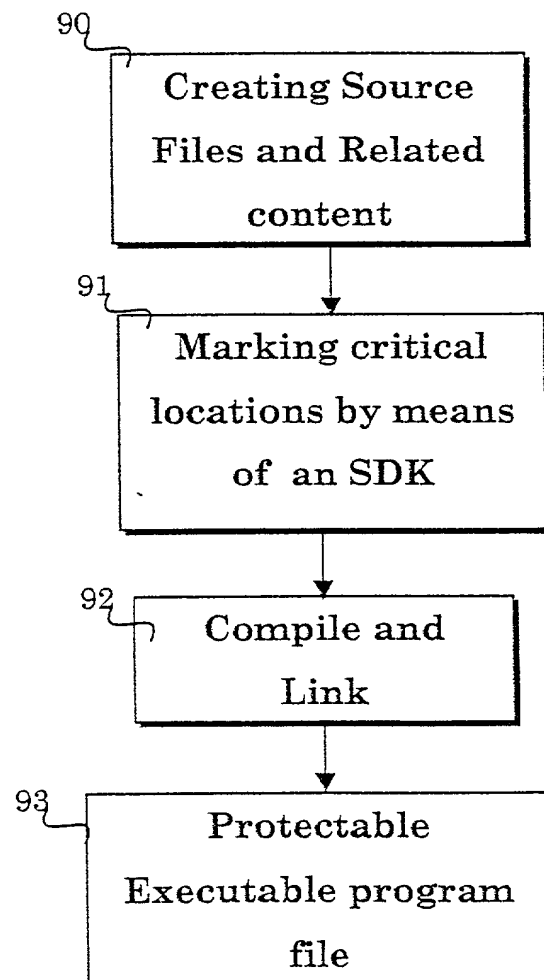 90
Creating Source
Files and Related
content
91
Marking critical
locations by means
of an SDK
92
Compile and
Link
93
Protectable
Executable program
file